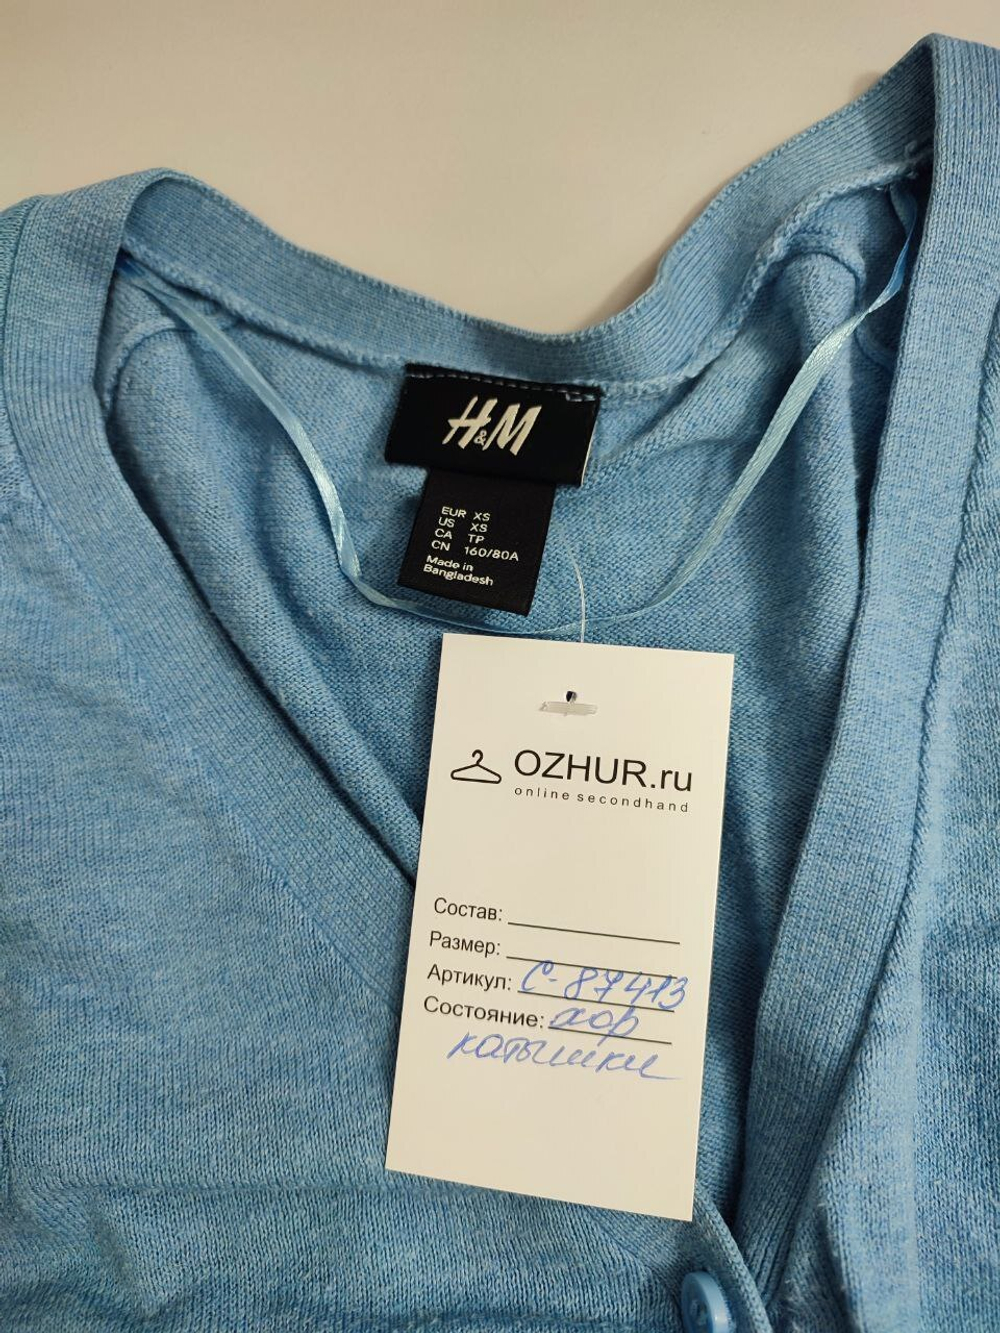 H&M
EUR XS
US XS
CA TP
CN 160/80A
Made in
Bangladesh
OZHUR.ru
online secondhand
Состав:
Размер:
Артикул: С-87413
Состояние: хор
катышки